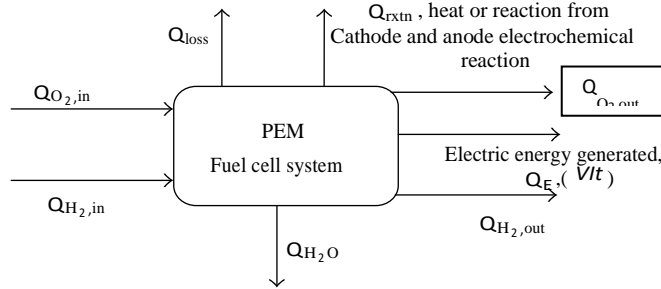 Q_rxtn , heat or reaction from
Cathode and anode electrochemical
reaction
Q_loss
Q_O2,in
Q_O2,out
PEM
Fuel cell system
Electric energy generated,
Q_E,( VIt)
Q_H2,in
Q_H2,out
Q_H2O